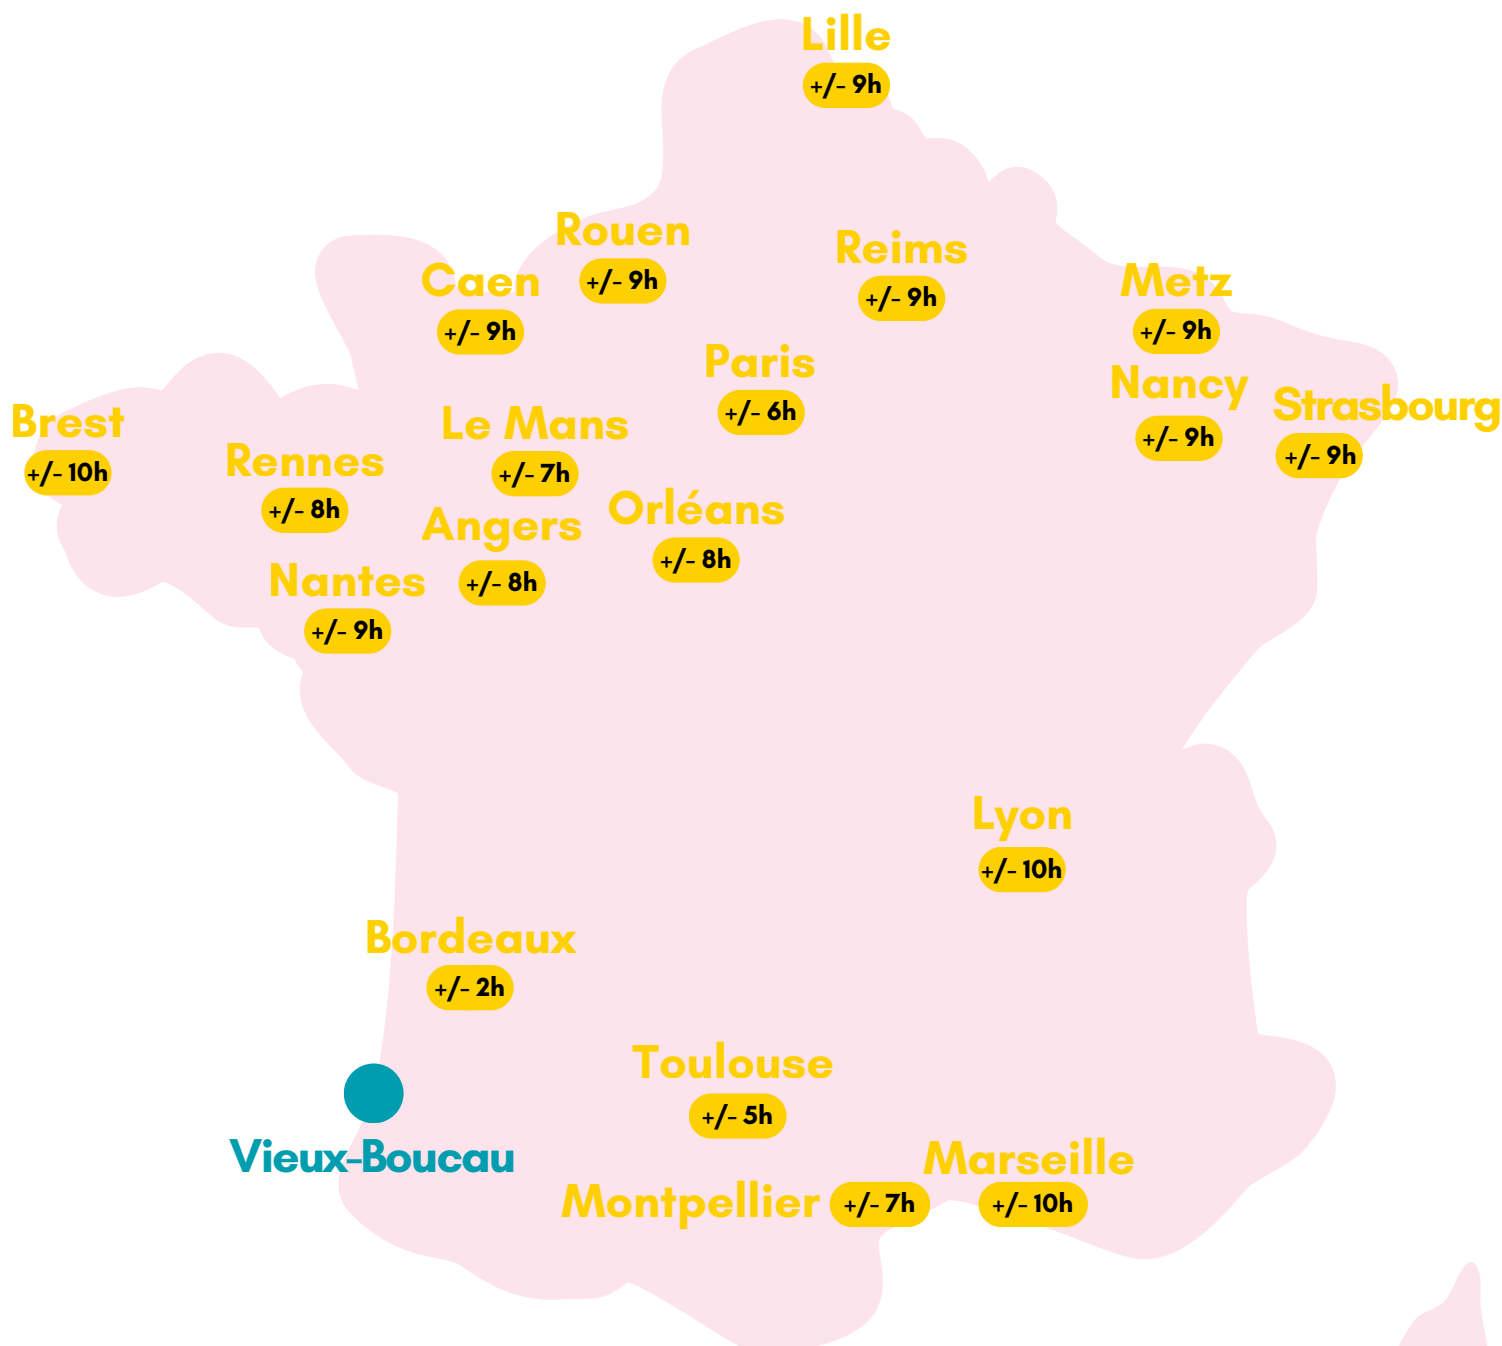 Lille
+/- 9h
Rouen
+/- 9h
Reims
+/- 9h
Caen
+/- 9h
Metz
+/- 9h
Paris
+/- 6h
Nancy
+/- 9h
Strasbourg
+/- 9h
Brest
+/- 10h
Le Mans
+/- 7h
Rennes
+/- 8h
Orléans
+/- 8h
Angers
+/- 8h
Nantes
+/- 9h
Lyon
+/- 10h
Bordeaux
+/- 2h
Toulouse
+/- 5h
Vieux-Boucau
Marseille
+/- 10h
Montpellier +/- 7h